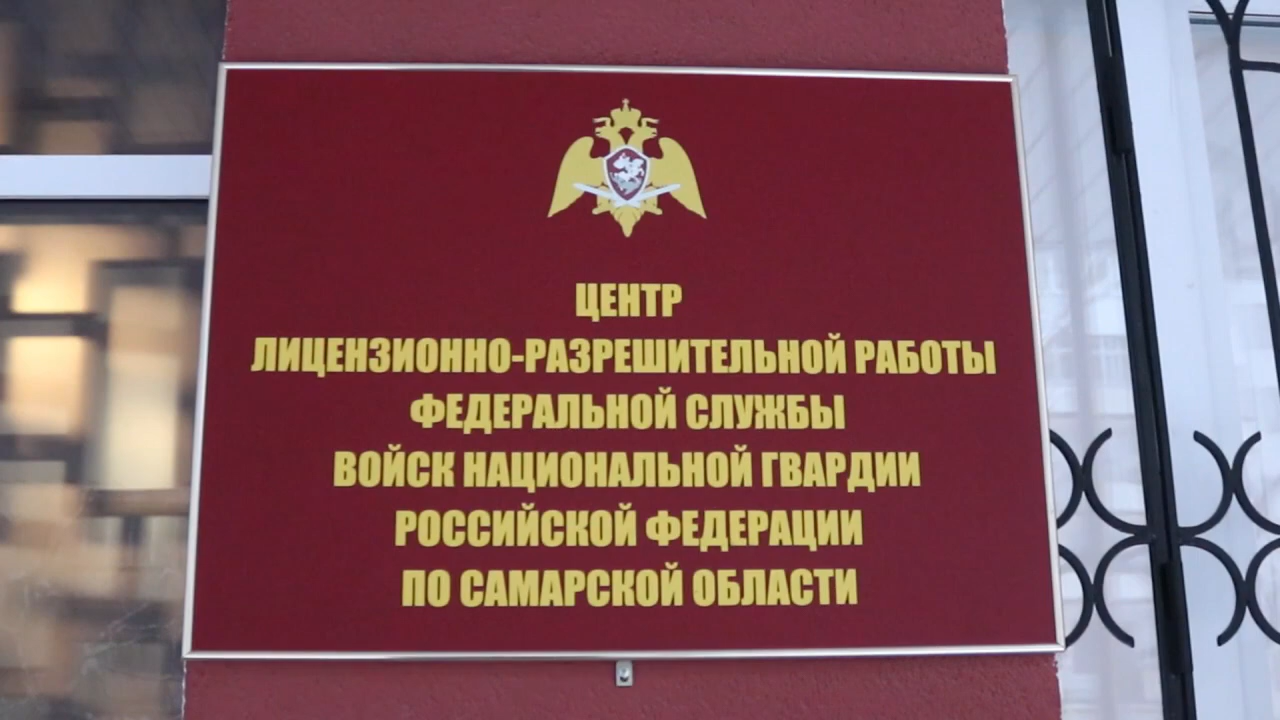 ЦЕНТР
ЛИЦЕНЗИОННО-РАЗРЕШИТЕЛЬНОЙ РАБОТЫ
ФЕДЕРАЛЬНОЙ СЛУЖБЫ
ВОЙСК НАЦИОНАЛЬНОЙ ГВАРДИИ
РОССИЙСКОЙ ФЕДЕРАЦИИ
ПО САМАРСКОЙ ОБЛАСТИ